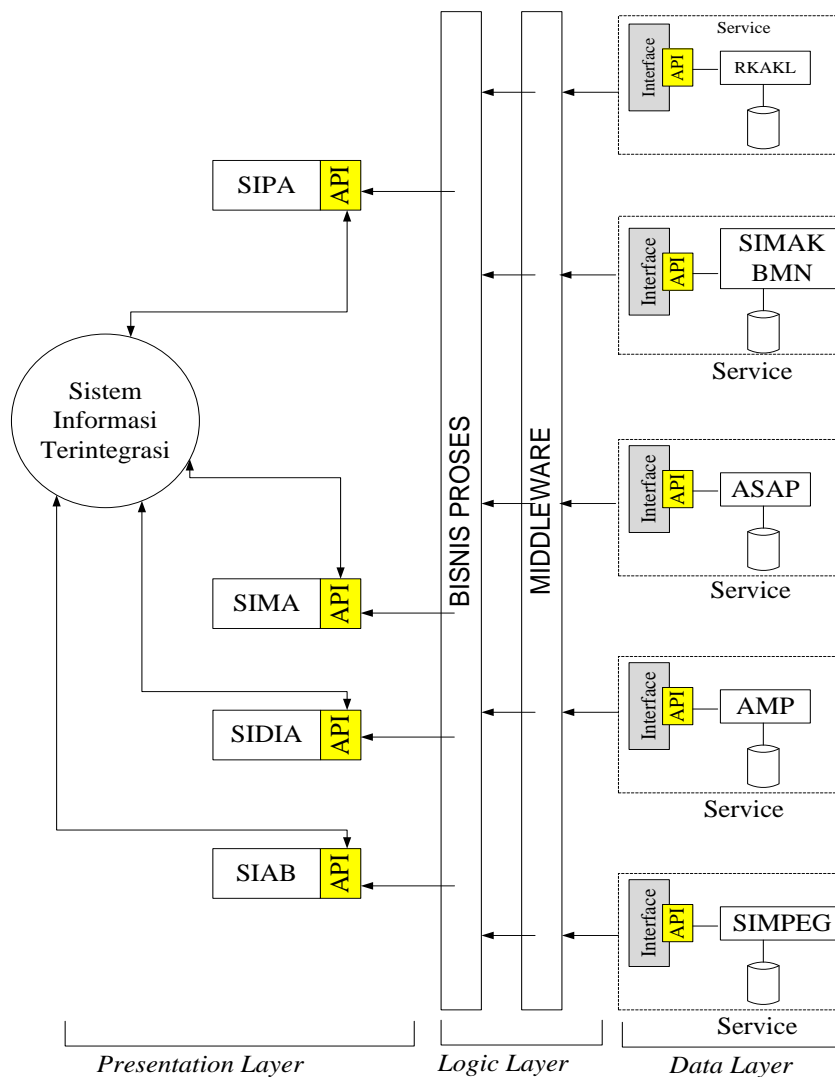 Service
Interface
API
RKAKL
SIPA
API
Interface
API
SIMAK
BMN
Service
Sistem
Informasi
Terintegrasi
BISNIS PROSES
MIDDLEWARE
Interface
API
ASAP
Service
SIMA
API
Interface
API
AMP
Service
SIDIA
API
SIAB
API
Interface
API
SIMPEG
Service
Presentation Layer
Logic Layer
Data Layer